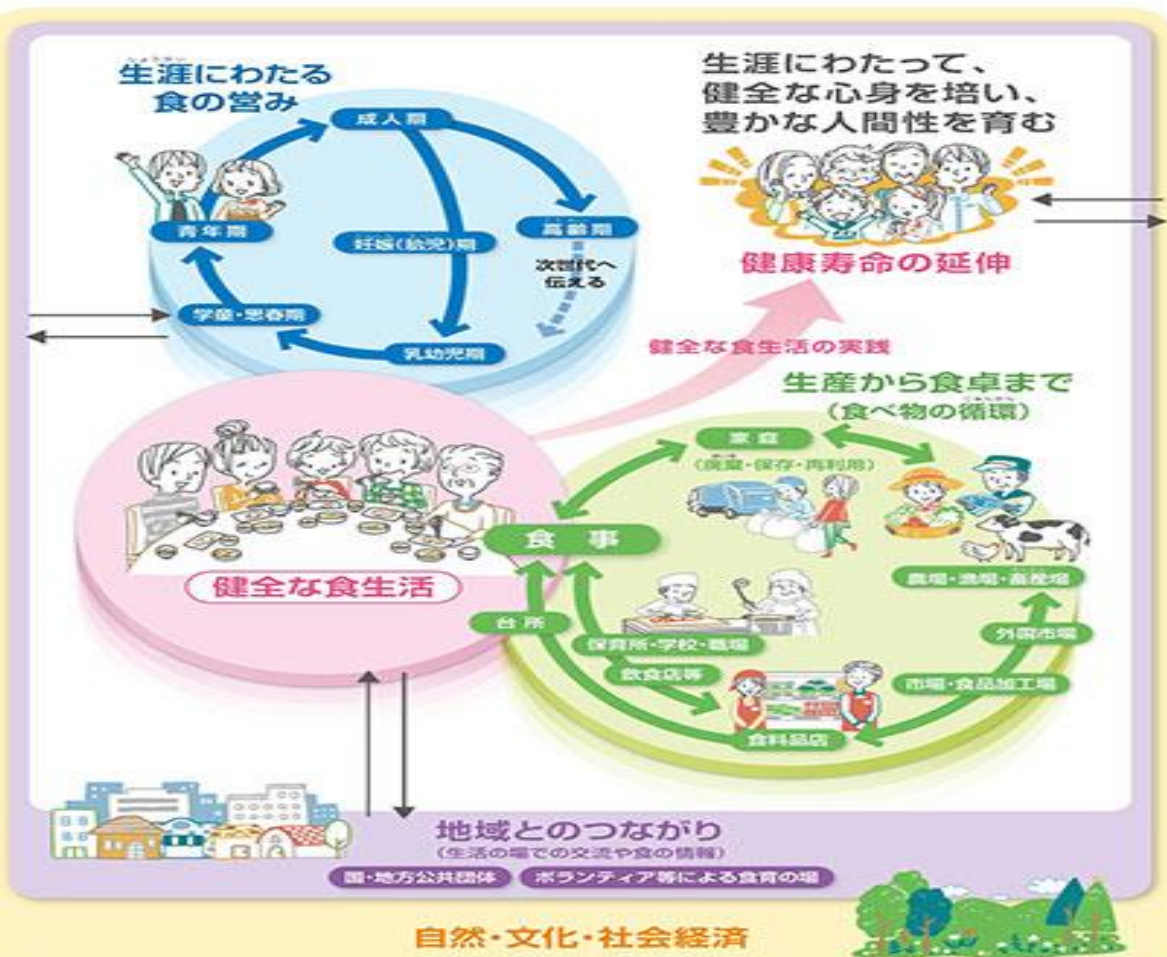 生涯にわたる
食の営み
成人期
青年期
妊娠(胎児)期
高齢期
次世代へ
伝える
学童・思春期
乳幼児期
生涯にわたって、
健全な心身を培い、
豊かな人間性を育む
健康寿命の延伸
健全な食生活の実践
生産から食卓まで
(食べ物の循環)
家庭
(廃棄・保存・再利用)
食事
健全な食生活
農場・漁場・畜産場
台所
保育所・学校・職場
外国市場
飲食店等
市場・食品加工場
食料品店
地域とのつながり
(生活の場での交流や食の情報)
国・地方公共団体
ボランティア等による食育の場
自然・文化・社会経済